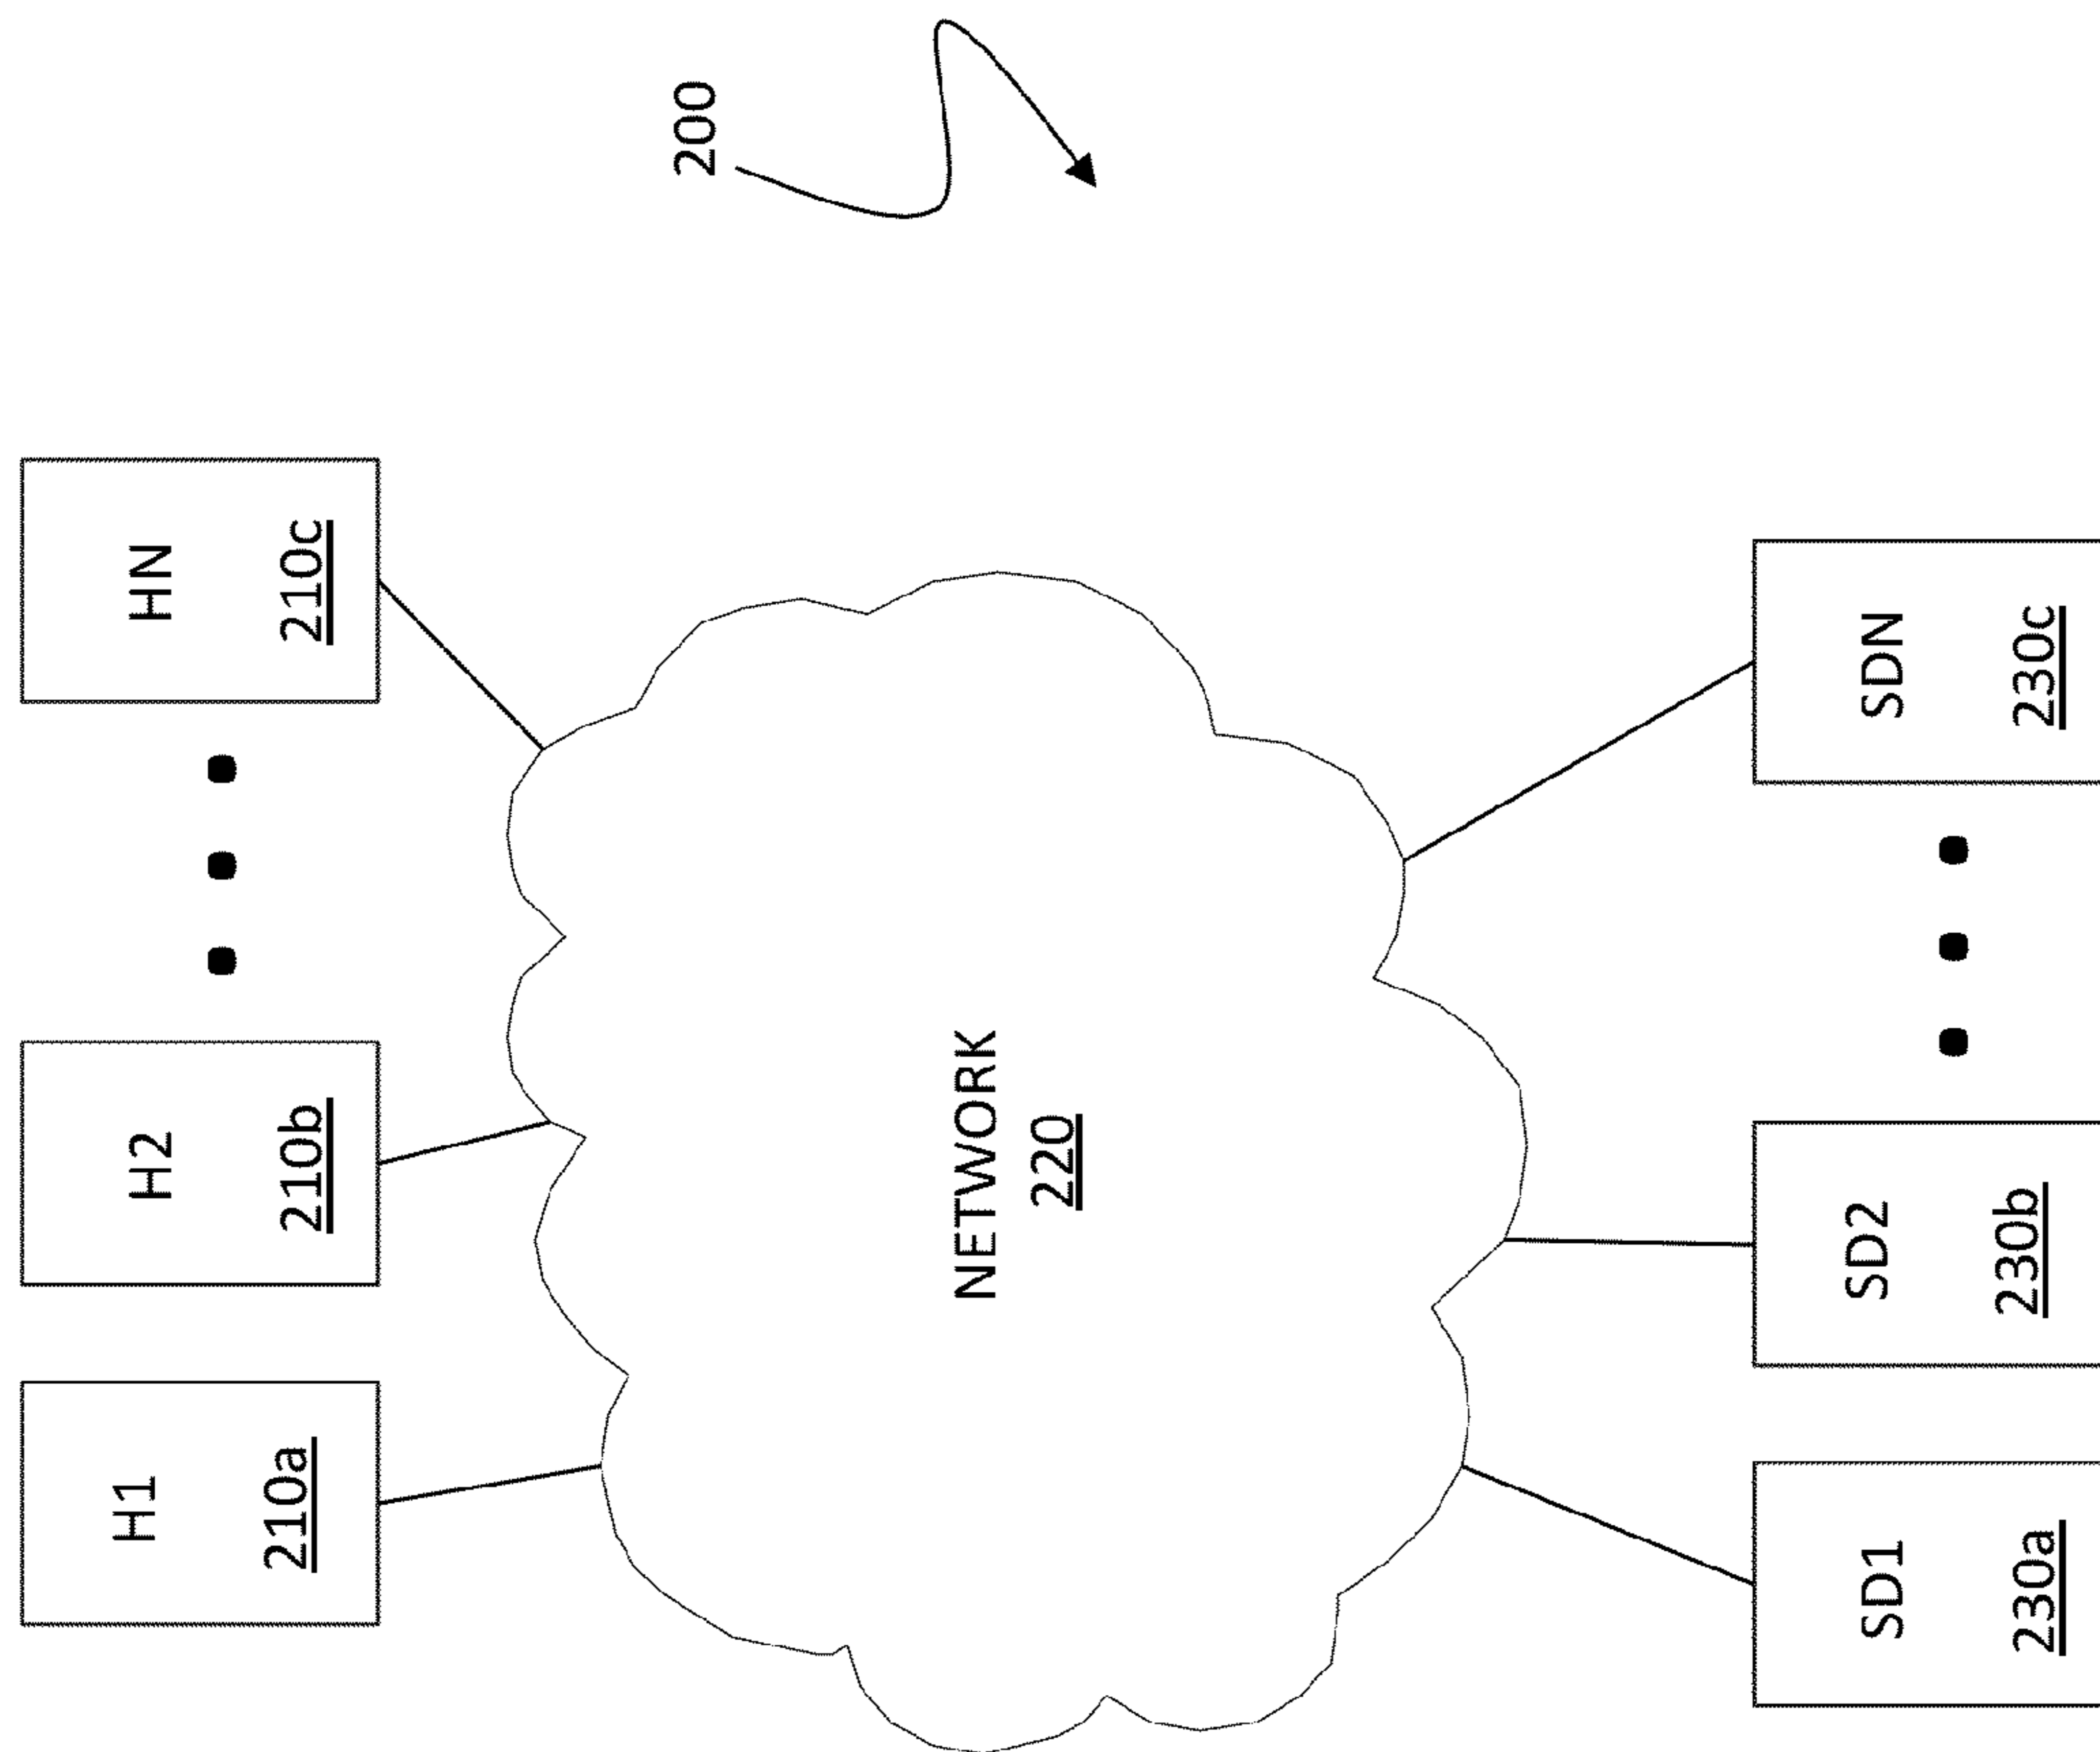 H1
210a
H2
210b
HN
210c
200
NETWORK
220
SD1
230a
SD2
230b
SDN
230c